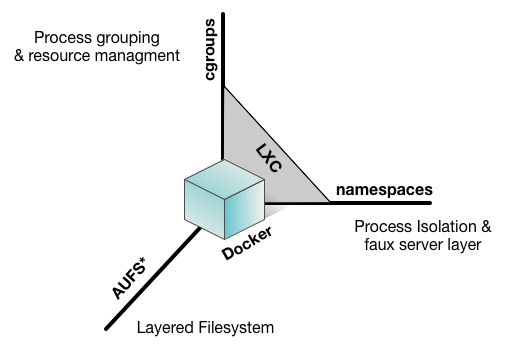 Process grouping
& resource managment
cgroups
LXC
namespaces
Process Isolation &
faux server layer
Docker
AUFS*
Layered Filesystem